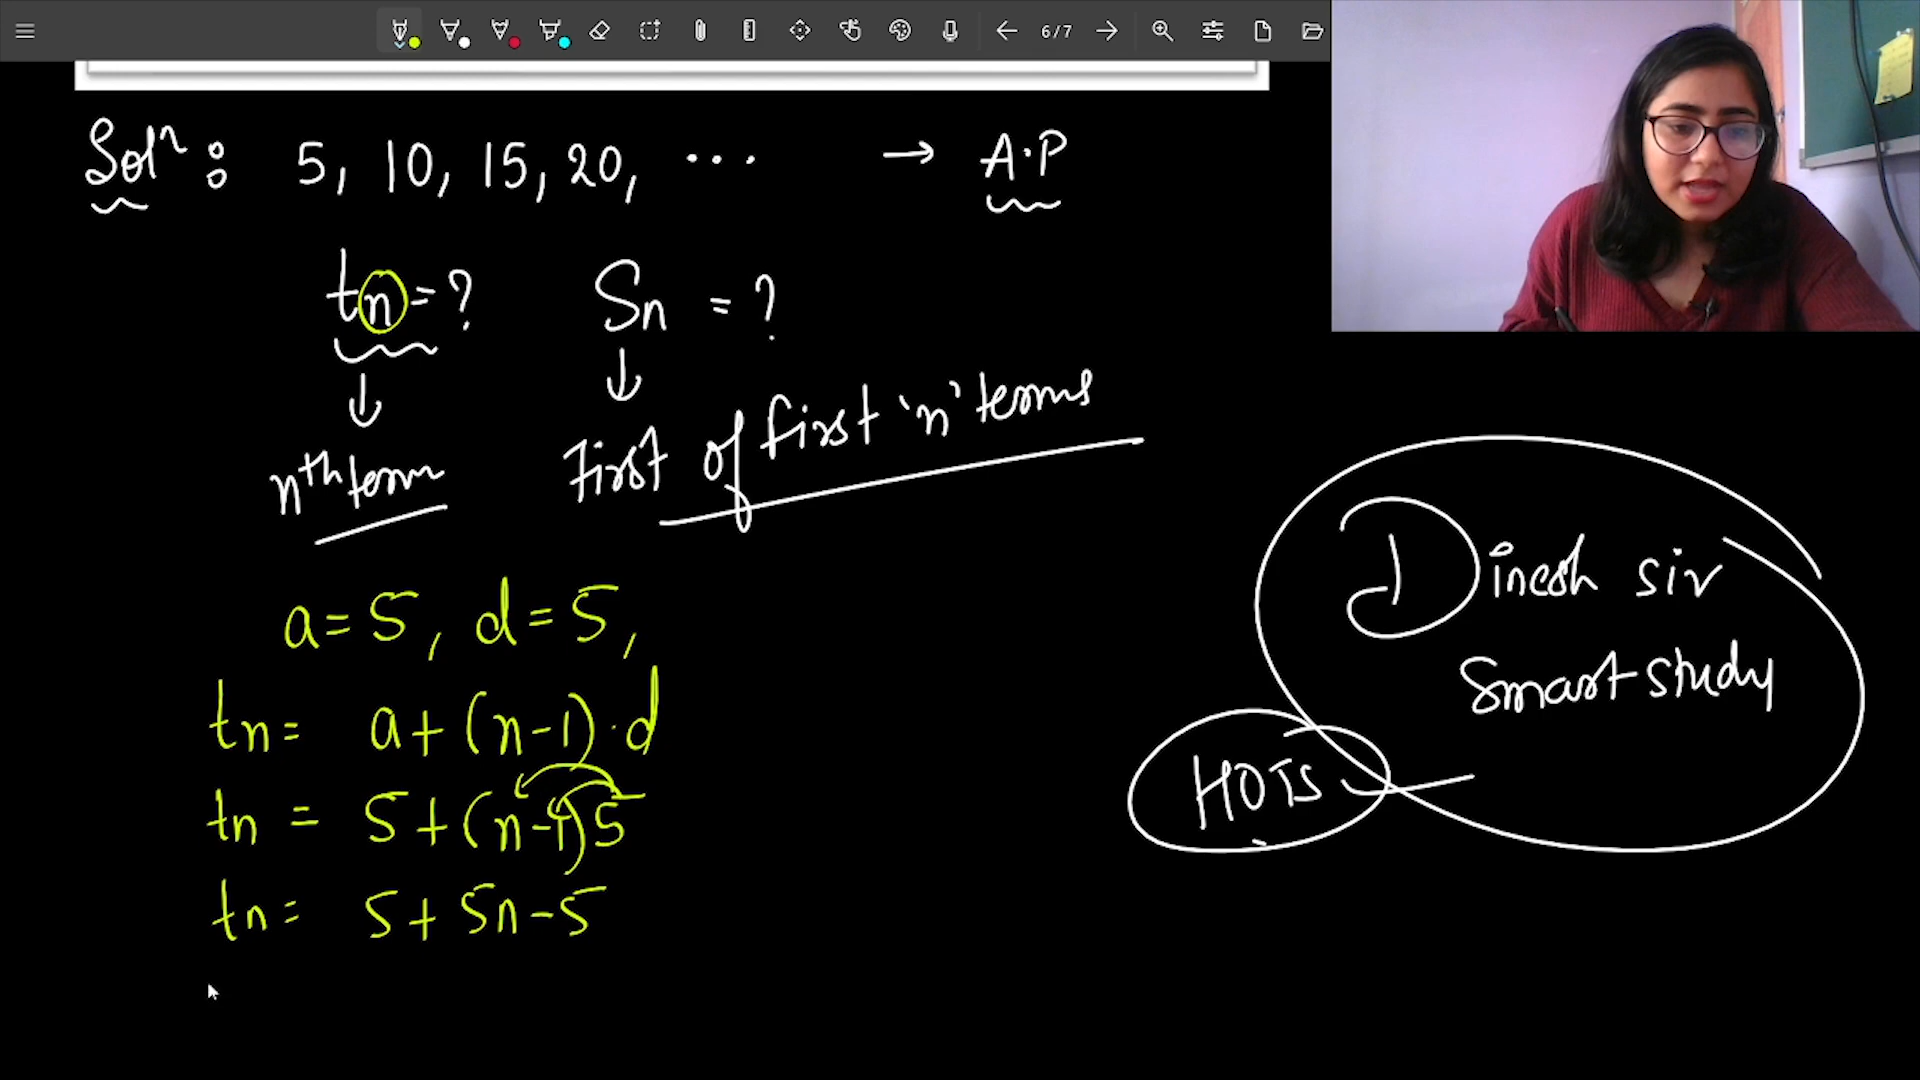 6/7
Solⁿ : 5, 10, 15, 20, ... → A.P
tn = ? Sn = ?
↓ ↓
nth term First of first 'n' terms
a = 5, d = 5,
tn = a + (n-1)·d
tn = 5 + (n-1)5
tn = 5 + 5n - 5
Dinesh sir
Smart study
HOTS